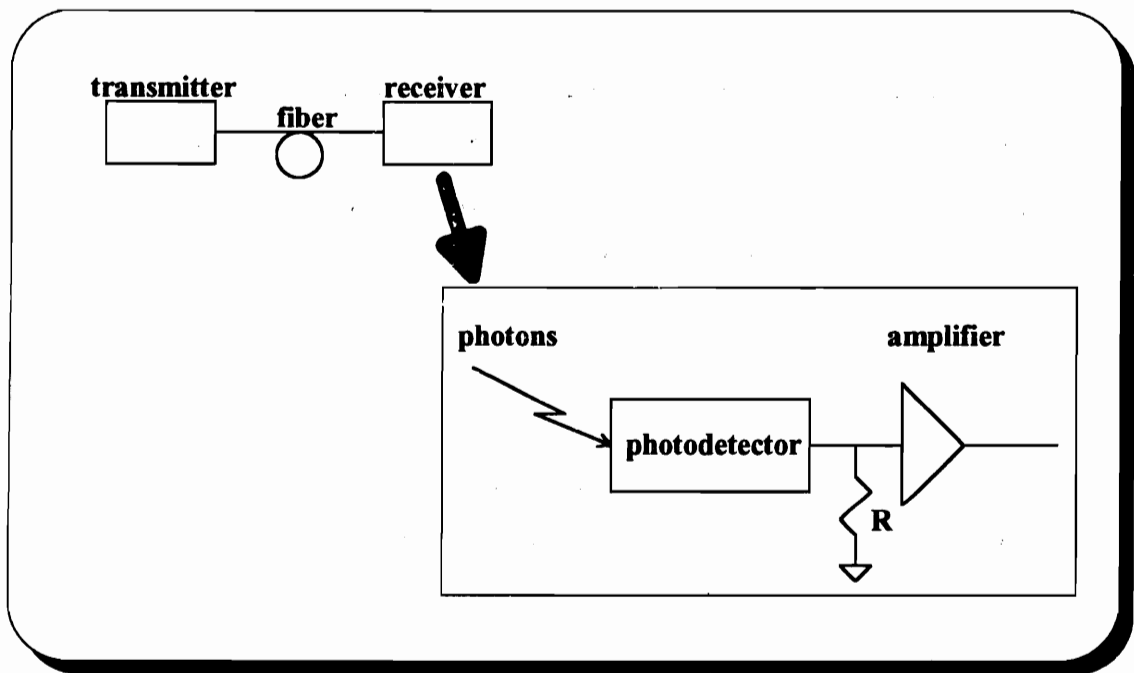 transmitter
fiber
receiver
photons
amplifier
photodetector
R